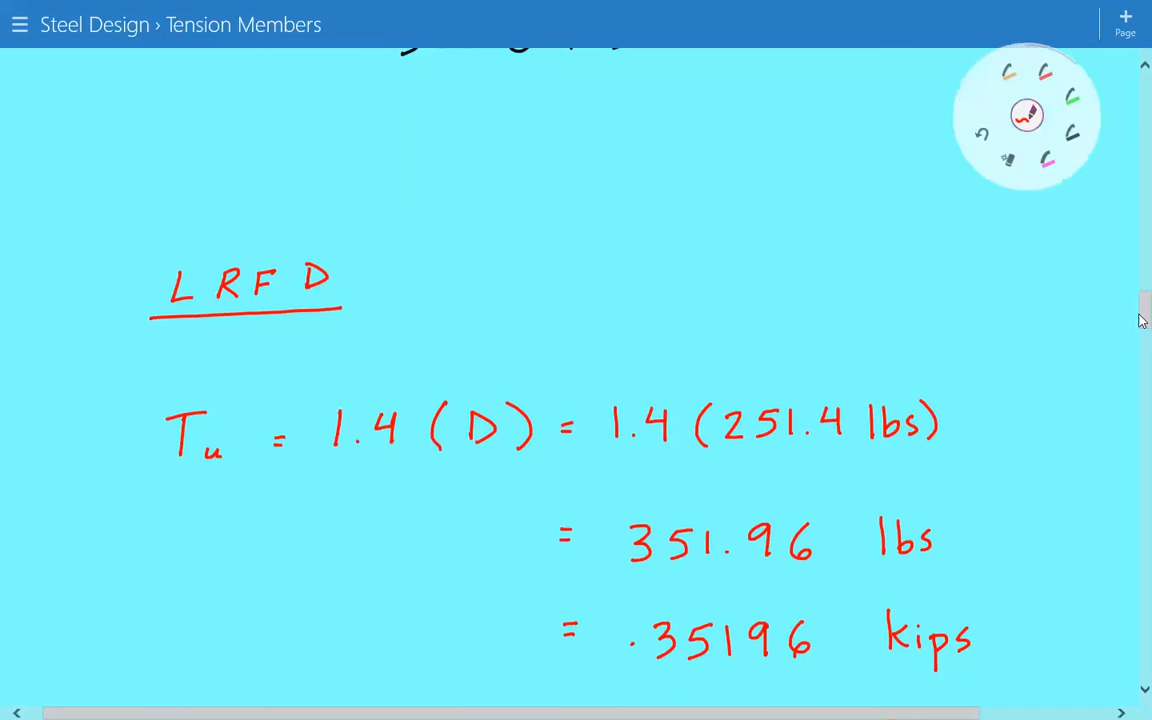 Steel Design › Tension Members
Page
LRFD
Tu = 1.4 (D) = 1.4 (251.4 lbs)
= 351.96 lbs
= .35196 kips